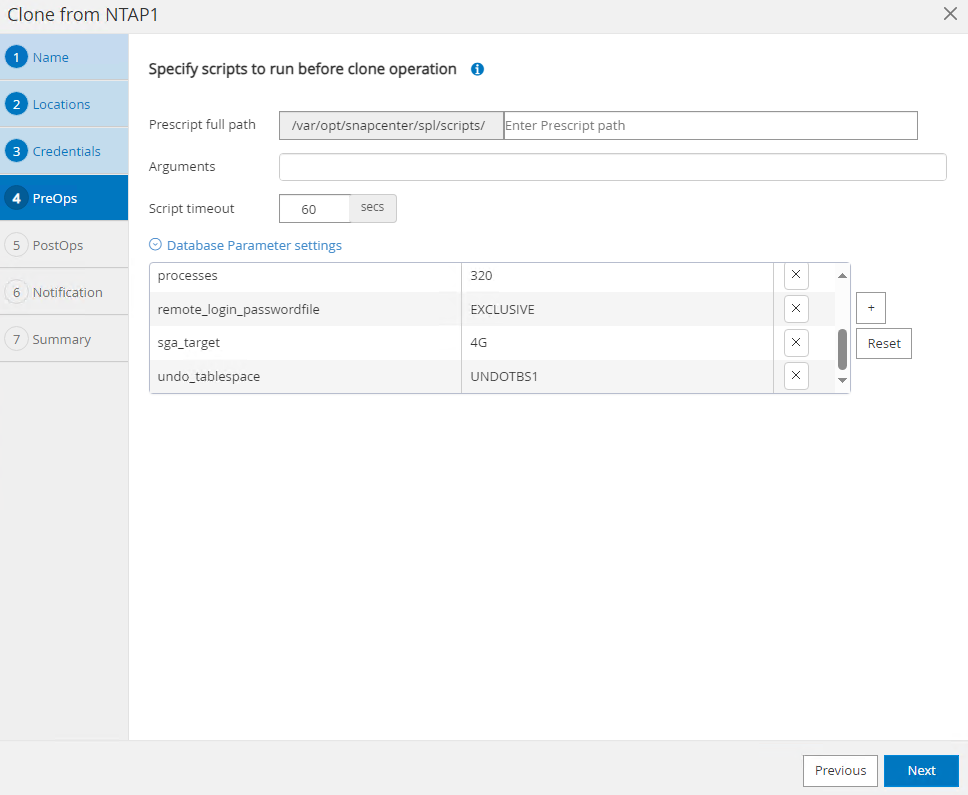 Clone from NTAP1
1 Name
2 Locations
3 Credentials
4 PreOps
5 PostOps
6 Notification
7 Summary
Specify scripts to run before clone operation
Prescript full path /var/opt/snapcenter/spl/scripts/ Enter Prescript path
Arguments
Script timeout 60 secs
Database Parameter settings
processes 320
remote_login_passwordfile EXCLUSIVE
sga_target 4G
undo_tablespace UNDOTBS1
+
Reset
Previous Next